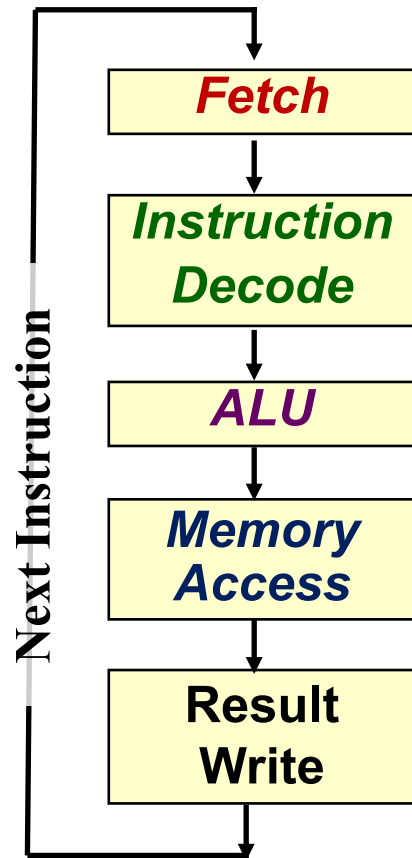 Fetch
Instruction
Decode
ALU
Memory
Access
Result
Write
Next Instruction